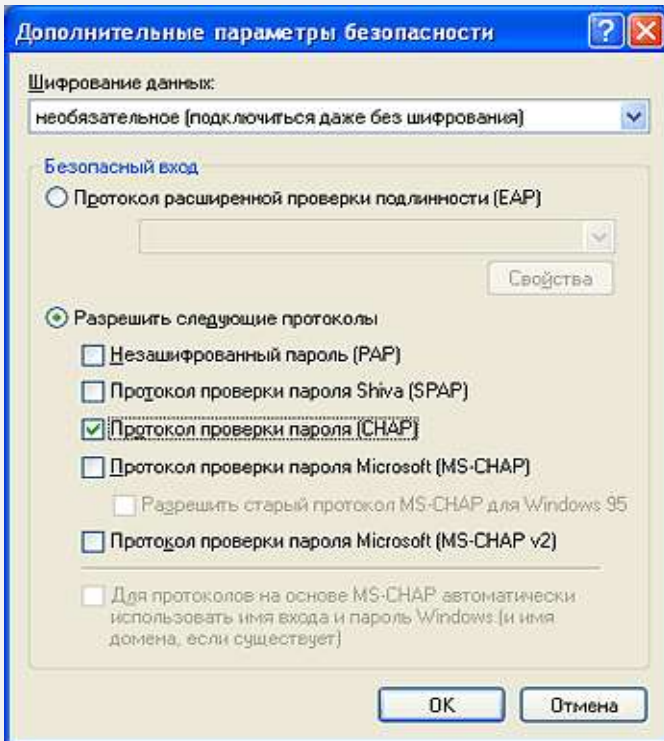 Дополнительные параметры безопасности
Шифрование данных:
необязательное (подключиться даже без шифрования)
Безопасный вход
Протокол расширенной проверки подлинности (EAP)
Свойства
Разрешить следующие протоколы
Незашифрованный пароль (PAP)
Протокол проверки пароля Shiva (SPAP)
Протокол проверки пароля (CHAP)
Протокол проверки пароля Microsoft (MS-CHAP)
Разрешить старый протокол MS-CHAP для Windows 95
Протокол проверки пароля Microsoft (MS-CHAP v2)
Для протоколов на основе MS-CHAP автоматически
использовать имя входа и пароль Windows (и имя
домена, если существует)
OK Отмена